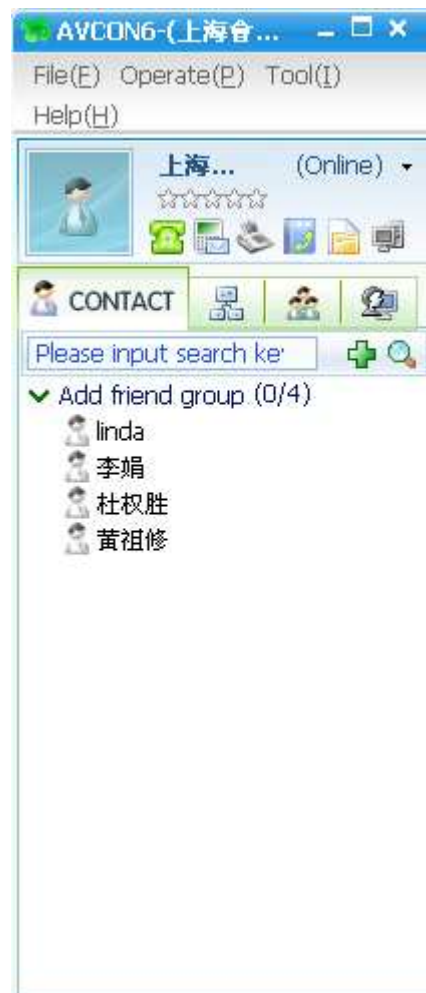 AVCON6-(上海會...
File(F) Operate(P) Tool(I)
Help(H)
上海... (Online)
CONTACT
Please input search ke
Add friend group (0/4)
linda
李娟
杜权胜
黄祖修